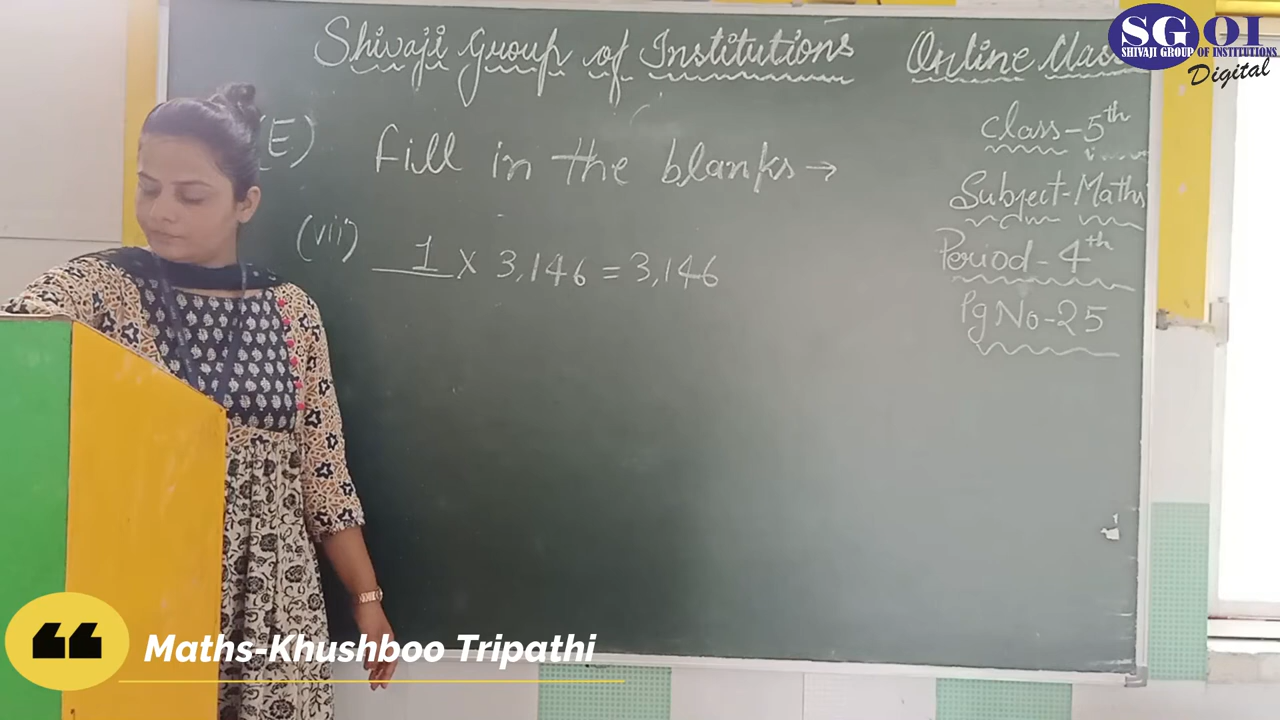 Shivaji Group of Institutions
Online Class
SGOI
SHIVAJI GROUP OF INSTITUTIONS
Digital
Class-5th
Subject-Maths
Period-4th
Pg No-25
(E) Fill in the blanks →
(vii) 1 x 3,146 = 3,146
Maths-Khushboo Tripathi